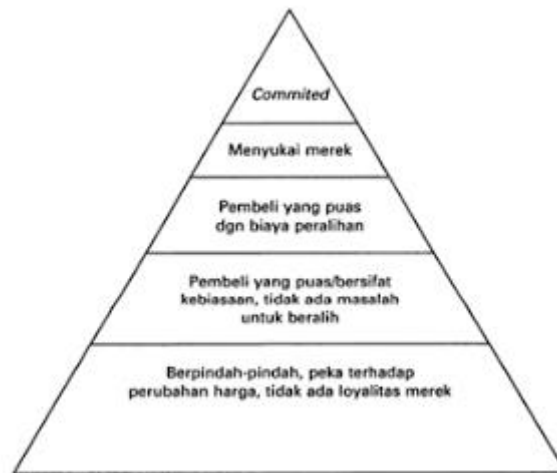 Commited
Menyukai merek
Pembeli yang puas
dgn biaya peralihan
Pembeli yang puas/bersifat
kebiasaan, tidak ada masalah
untuk beralih
Berpindah-pindah, peka terhadap
perubahan harga, tidak ada loyalitas merek